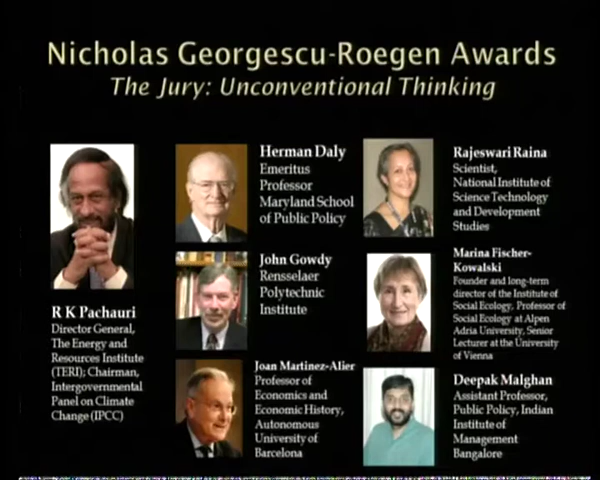 Nicholas Georgescu-Roegen Awards
The Jury: Unconventional Thinking
R K Pachauri
Director General,
The Energy and
Resources Institute
(TERI); Chairman,
Intergovernmental
Panel on Climate
Change (IPCC)
Herman Daly
Emeritus
Professor
Maryland School
of Public Policy
John Gowdy
Rensselaer
Polytechnic
Institute
Joan Martinez-Alier
Professor of
Economics and
Economic History,
Autonomous
University of
Barcelona
Rajeswari Raina
Scientist,
National Institute of
Science Technology
and Development
Studies
Marina Fischer-
Kowalski
Founder and long-term
director of the Institute of
Social Ecology, Professor of
Social Ecology at Alpen
Adria University, Senior
Lecturer at the University
of Vienna
Deepak Malghan
Assistant Professor,
Public Policy, Indian
Institute of
Management
Bangalore